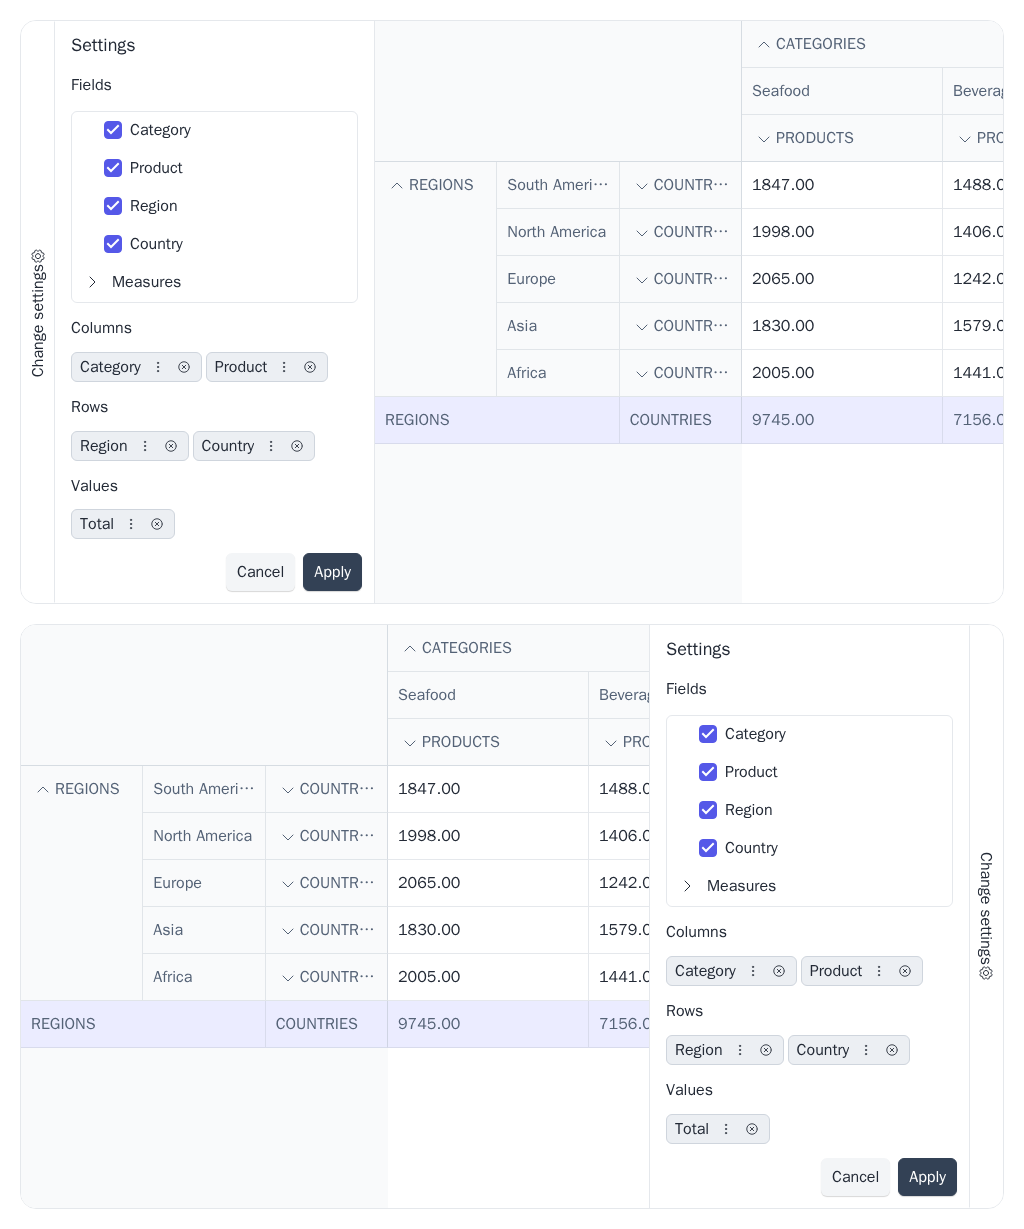 Change settings
Settings
Fields
Category
Product
Region
Country
Measures
Columns
Category Product
Rows
Region Country
Values
Total
Cancel Apply
CATEGORIES
Seafood Beverag
PRODUCTS PRO
REGIONS South Ameri... COUNTR... 1847.00 1488.0
North America COUNTR... 1998.00 1406.0
Europe COUNTR... 2065.00 1242.0
Asia COUNTR... 1830.00 1579.0
Africa COUNTR... 2005.00 1441.0
REGIONS COUNTRIES 9745.00 7156.0
CATEGORIES
Seafood Beverag
PRODUCTS PRO
REGIONS South Ameri... COUNTR... 1847.00 1488.0
North America COUNTR... 1998.00 1406.0
Europe COUNTR... 2065.00 1242.0
Asia COUNTR... 1830.00 1579.0
Africa COUNTR... 2005.00 1441.0
REGIONS COUNTRIES 9745.00 7156.0
Settings
Fields
Category
Product
Region
Country
Measures
Columns
Category Product
Rows
Region Country
Values
Total
Cancel Apply
Change settings